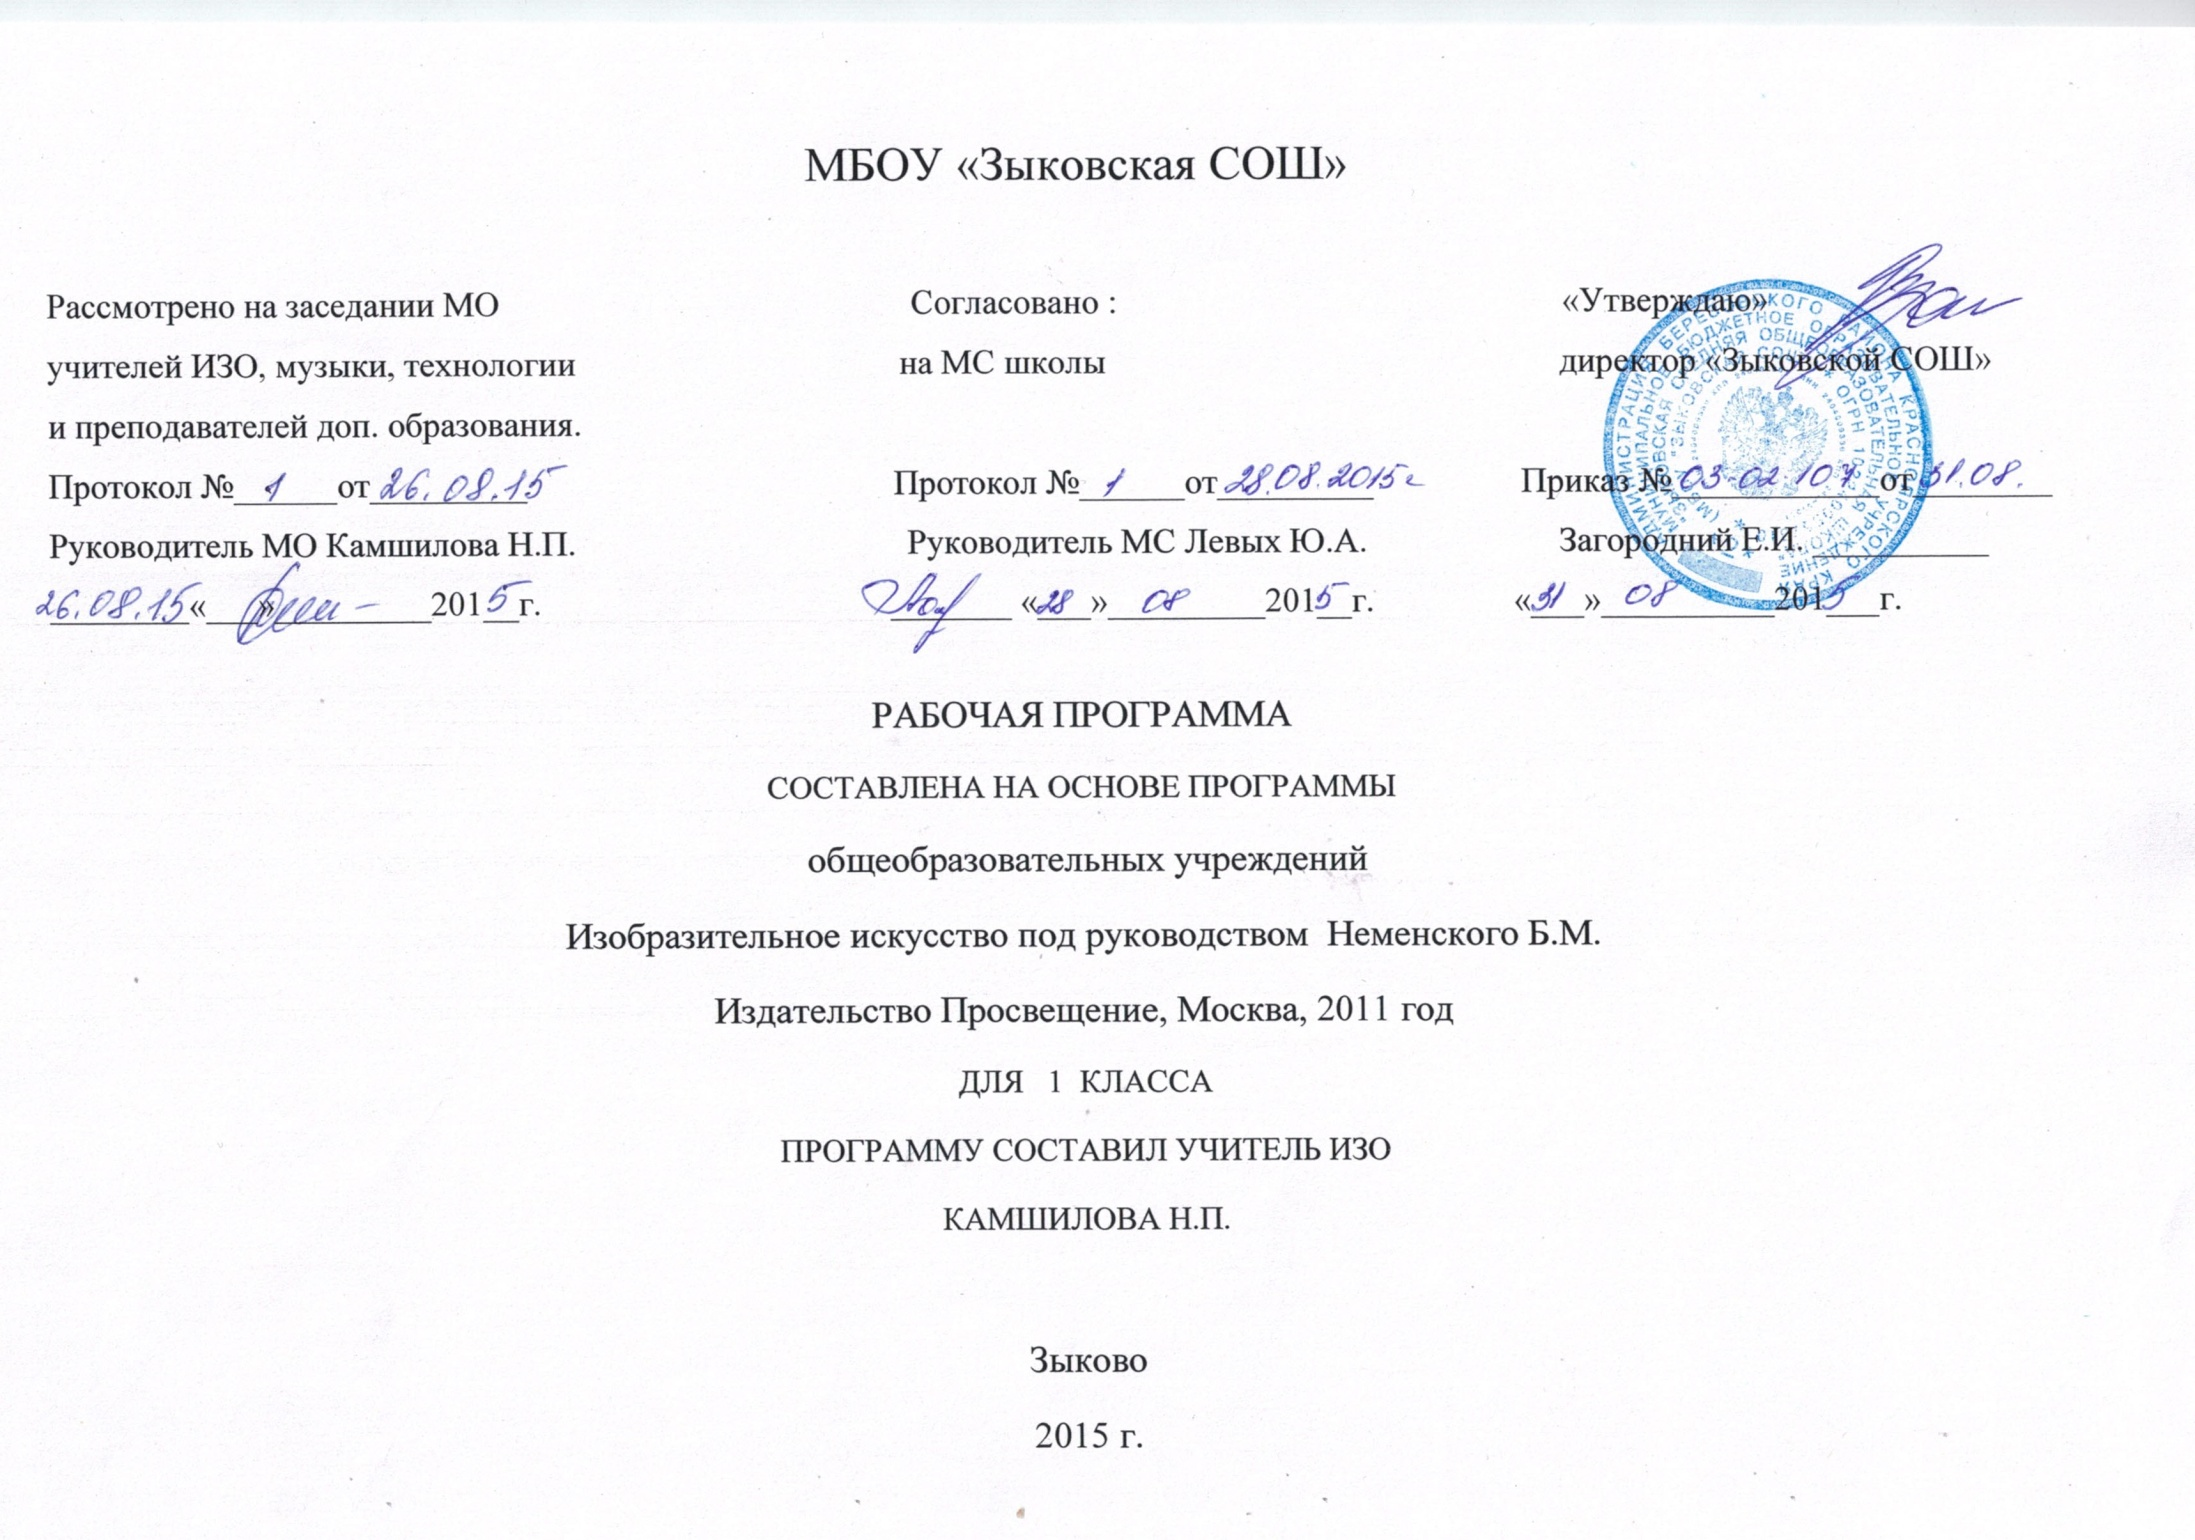 МБОУ «Зыковская СОШ»
Рассмотрено на заседании МО
учителей ИЗО, музыки, технологии
и преподавателей доп. образования.
Протокол № 1 от 26.08.15
Руководитель МО Камшилова Н.П.
26.08.15 « » 2015 г.
Согласовано :
на МС школы
Протокол № 1 от 28.08.2015 г
Руководитель МС Левых Ю.А.
«28» 08 2015 г.
«Утверждаю»
директор «Зыковской СОШ»
Приказ № 03-02 107 от 31.08.
Загородний Е.И.
«31» 08 2015 г.
РАБОЧАЯ ПРОГРАММА
СОСТАВЛЕНА НА ОСНОВЕ ПРОГРАММЫ
общеобразовательных учреждений
Изобразительное искусство под руководством Неменского Б.М.
Издательство Просвещение, Москва, 2011 год
ДЛЯ 1 КЛАССА
ПРОГРАММУ СОСТАВИЛ УЧИТЕЛЬ ИЗО
КАМШИЛОВА Н.П.
Зыково
2015 г.